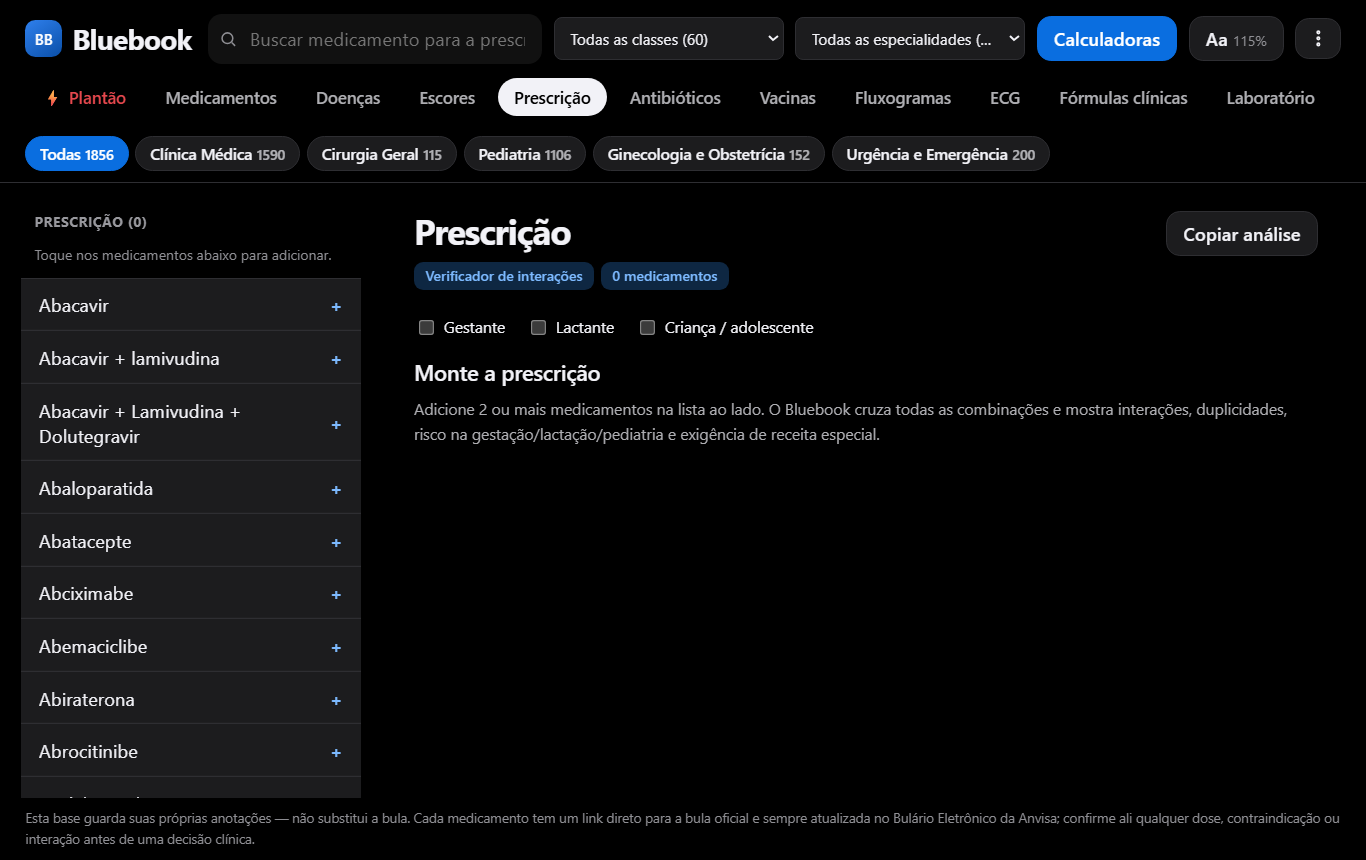 BB Bluebook
Buscar medicamento para a presc
Todas as classes (60)
Todas as especialidades (...
Calculadoras
Aa 115%
Plantão
Medicamentos
Doenças
Escores
Prescrição
Antibióticos
Vacinas
Fluxogramas
ECG
Fórmulas clínicas
Laboratório
Todas 1856
Clínica Médica 1590
Cirurgia Geral 115
Pediatria 1106
Ginecologia e Obstetrícia 152
Urgência e Emergência 200
PRESCRIÇÃO (0)
Toque nos medicamentos abaixo para adicionar.
Abacavir +
Abacavir + lamivudina +
Abacavir + Lamivudina +
Dolutegravir +
Abaloparatida +
Abatacepte +
Abciximabe +
Abemaciclibe +
Abiraterona +
Abrocitinibe +
Prescrição
Copiar análise
Verificador de interações
0 medicamentos
Gestante
Lactante
Criança / adolescente
Monte a prescrição
Adicione 2 ou mais medicamentos na lista ao lado. O Bluebook cruza todas as combinações e mostra interações, duplicidades,
risco na gestação/lactação/pediatria e exigência de receita especial.
Esta base guarda suas próprias anotações — não substitui a bula. Cada medicamento tem um link direto para a bula oficial e sempre atualizada no Bulário Eletrônico da Anvisa; confirme ali qualquer dose, contraindicação ou
interação antes de uma decisão clínica.